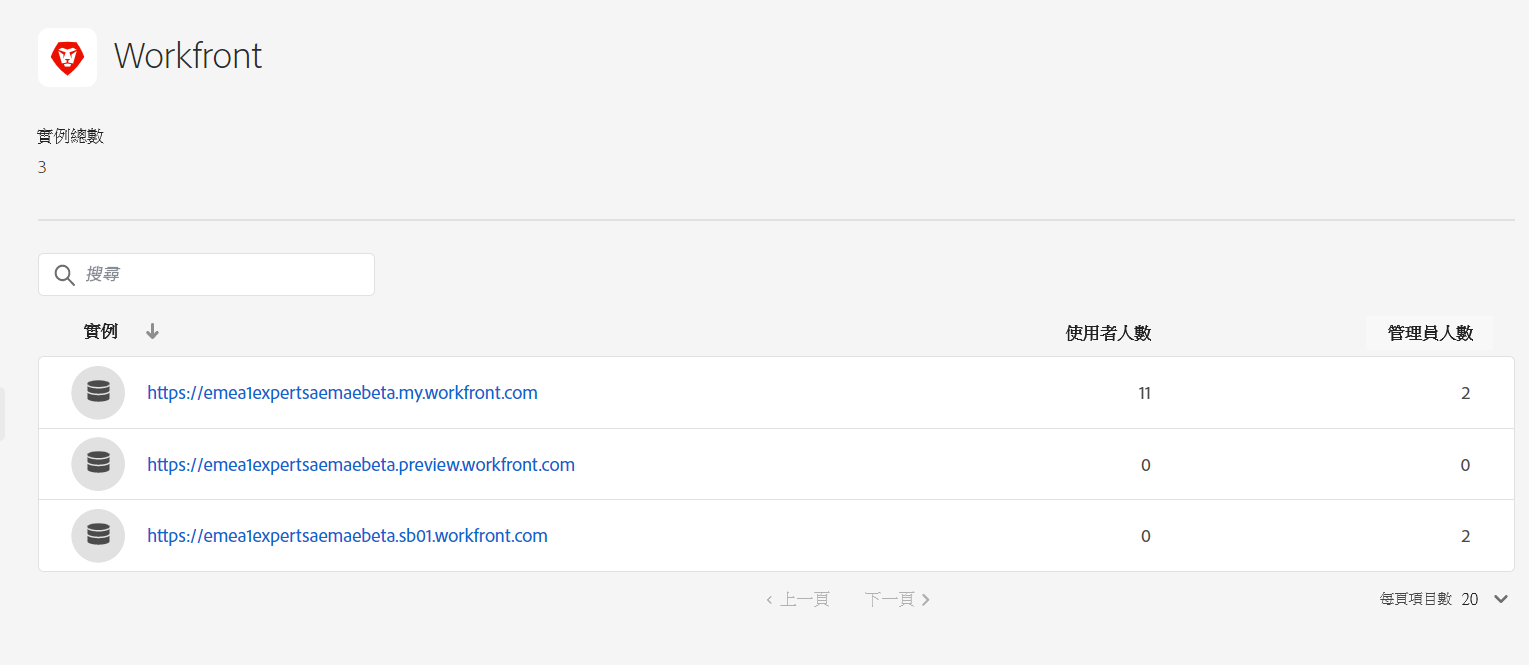 Workfront
實例總數
3
搜尋
實例 使用者人數 管理員人數
https://emea1expertsaemaebeta.my.workfront.com 11 2
https://emea1expertsaemaebeta.preview.workfront.com 0 0
https://emea1expertsaemaebeta.sb01.workfront.com 0 2
上一頁 下一頁 每頁項目數 20